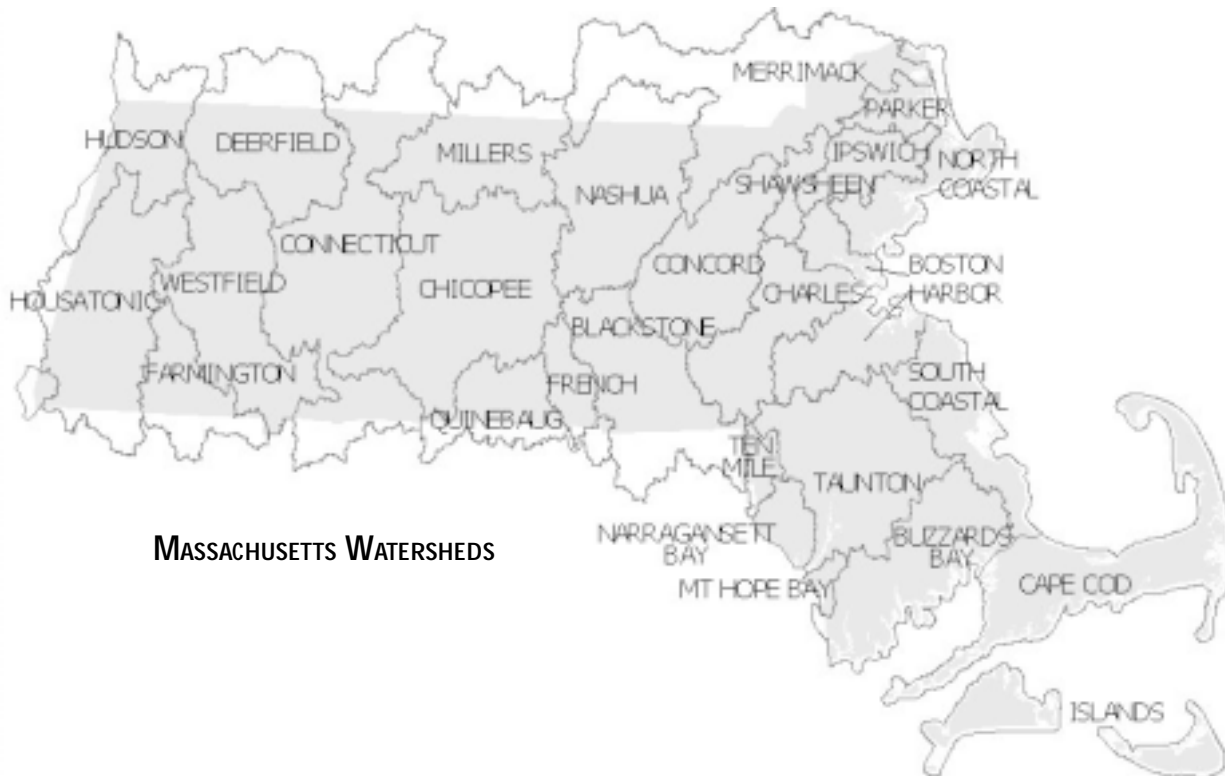 MERRIMACK
PARKER
HUDSON
DEERFIELD
MILLERS
IPSWICH
NORTH
COASTAL
SHAWSHEEN
NASHUA
CONNECTICUT
CONCORD
BOSTON
HARBOR
WESTFIELD
CHICOPEE
CHARLES
HOUSATONIC
BLACKSTONE
FARMINGTON
FRENCH
SOUTH
COASTAL
QUINEBAUG
TEN
MILE
TAUNTON
NARRAGANSETT
BAY
BUZZARDS
BAY
MASSACHUSETTS WATERSHEDS
MT HOPE BAY
CAPE COD
ISLANDS